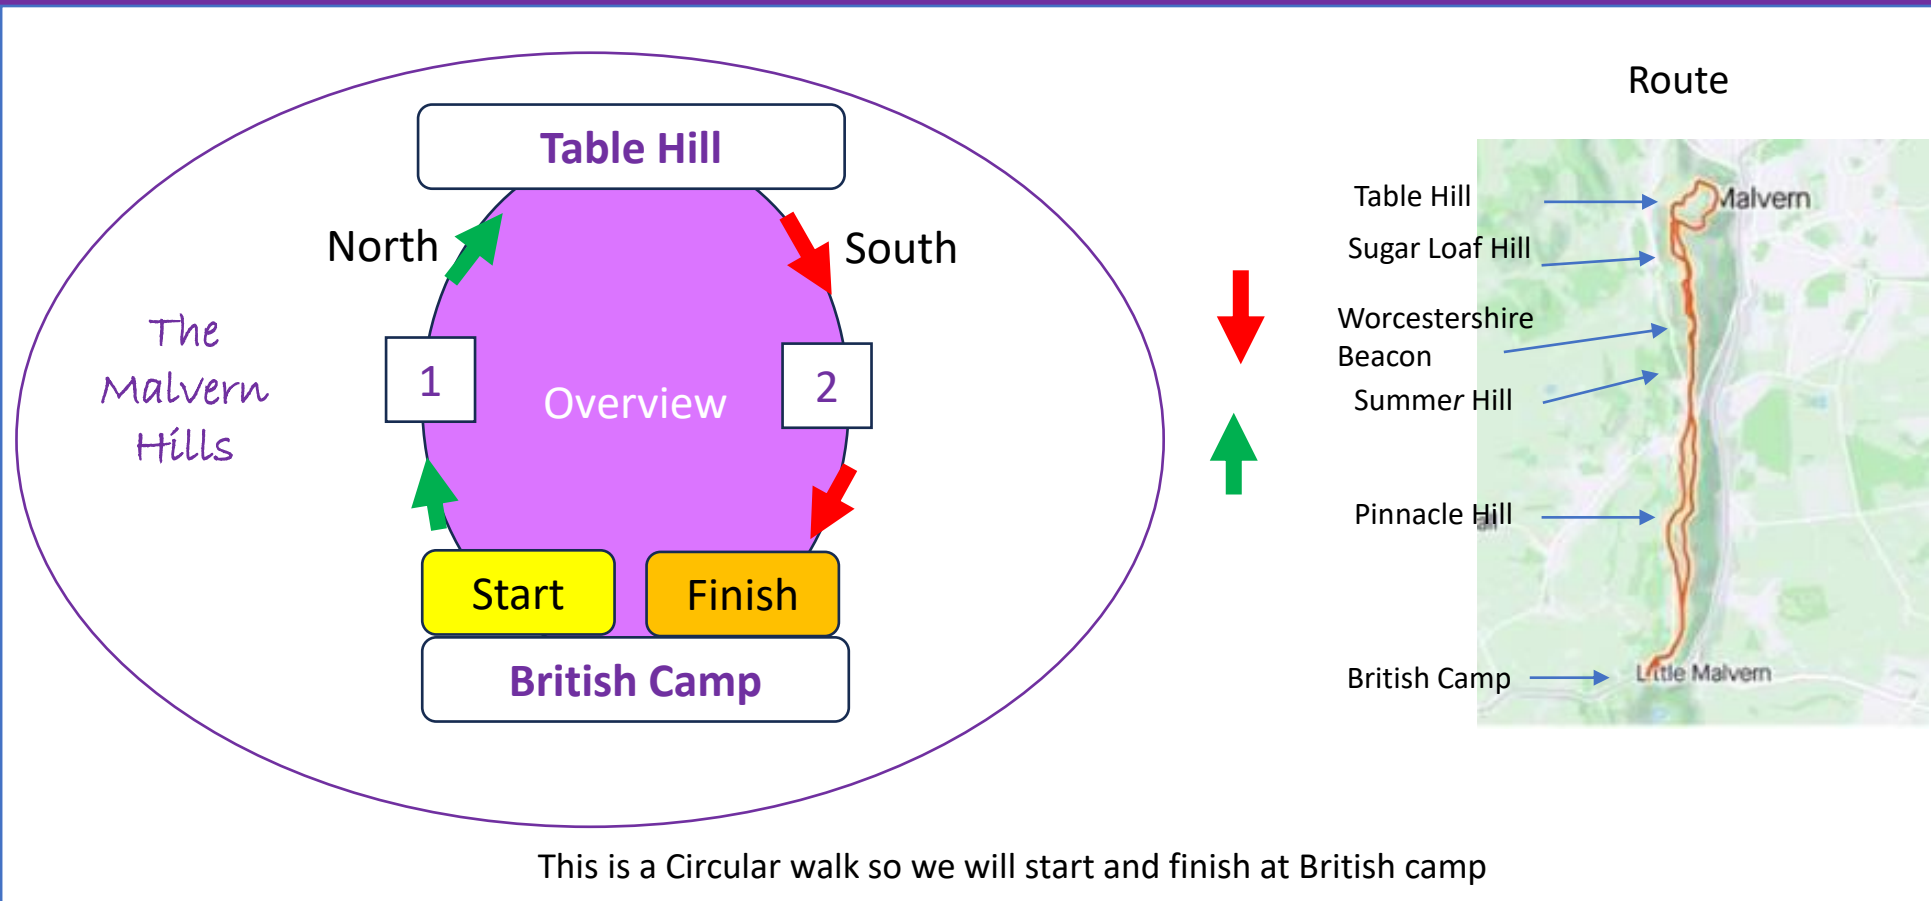 Table Hill
North
South
The
Malvern
Hills
1
Overview
2
Start
Finish
British Camp
Route
Table Hill
Malvern
Sugar Loaf Hill
Worcestershire
Beacon
Summer Hill
Pinnacle Hill
British Camp
Little Malvern
This is a Circular walk so we will start and finish at British camp